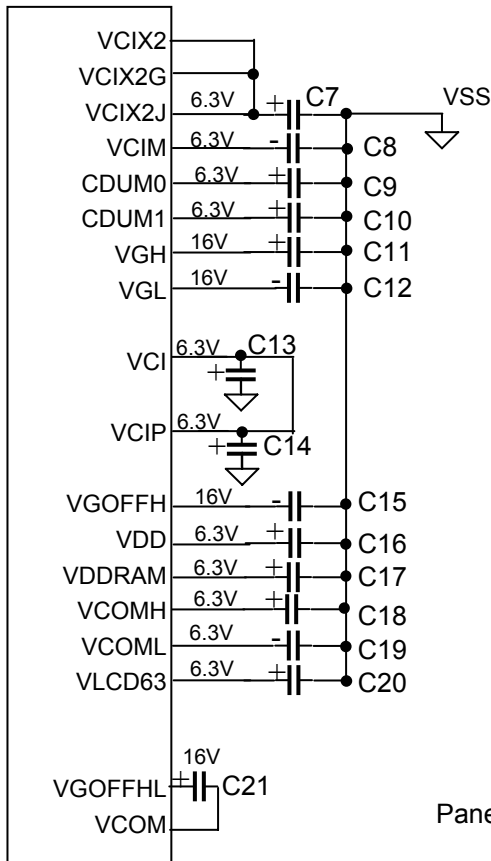 VCIX2
VCIX2G
VCIX2J 6.3V + C7 VSS
VCIM 6.3V - C8
CDUM0 6.3V + C9
CDUM1 6.3V + C10
VGH 16V + C11
VGL 16V - C12
VCI 6.3V + C13
VCIP 6.3V + C14
VGOFFH 16V - C15
VDD 6.3V + C16
VDDRAM 6.3V + C17
VCOMH 6.3V + C18
VCOML 6.3V - C19
VLCD63 6.3V + C20
VGOFFHL 16V + C21
VCOM
Pane